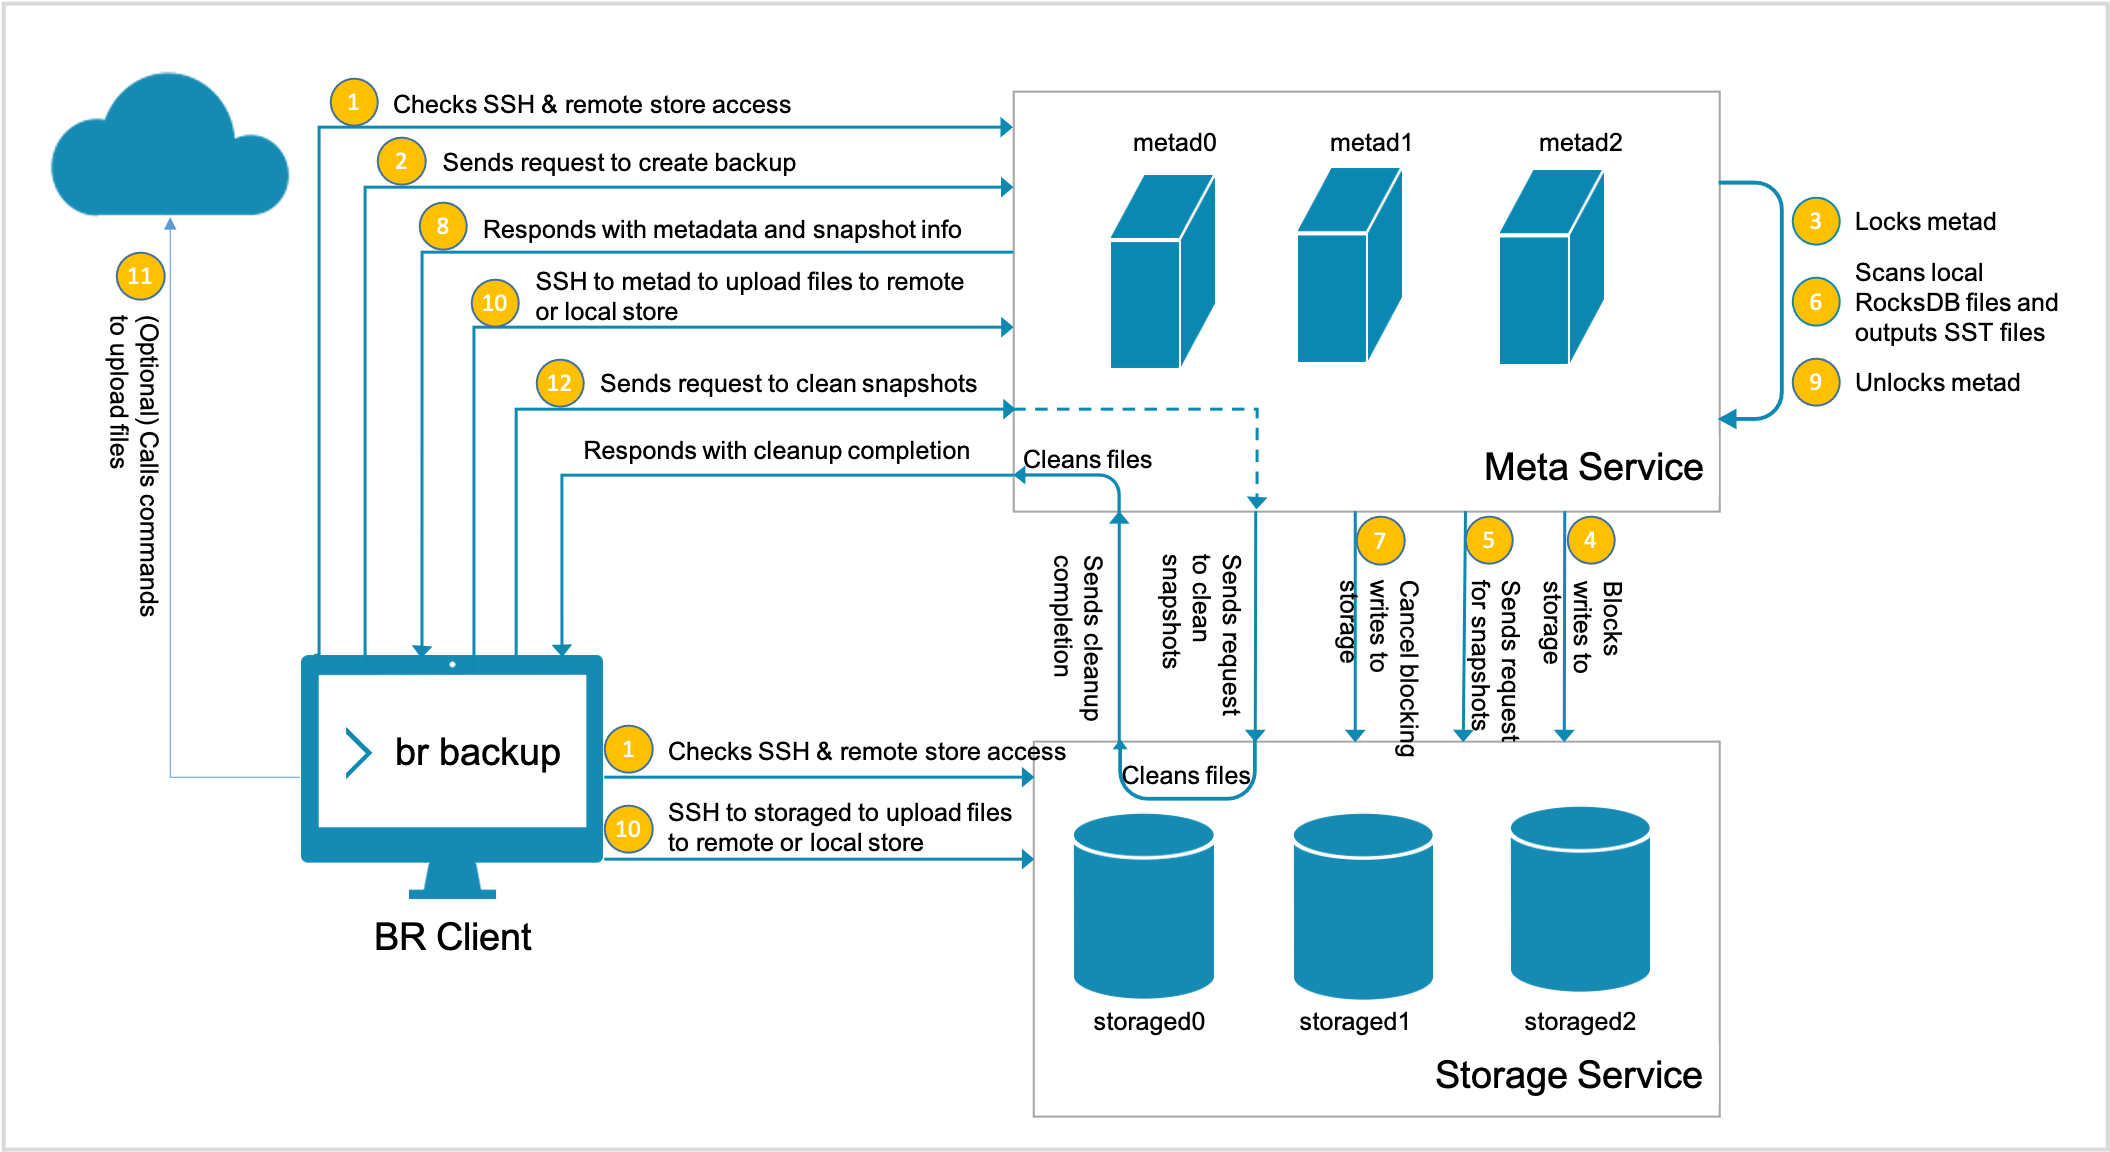 1
Checks SSH & remote store access
2
Sends request to create backup
8
Responds with metadata and snapshot info
10
SSH to metad to upload files to remote
or local store
12
Sends request to clean snapshots
Responds with cleanup completion
11
(Optional) Calls commands
to upload files
metad0
metad1
metad2
Cleans files
Meta Service
3
Locks metad
6
Scans local
RocksDB files and
outputs SST files
9
Unlocks metad
Sends cleanup
completion
Sends request
to clean
snapshots
7
Cancel blocking
writes to
storage
5
Sends request
for snapshots
4
Blocks
writes to
storage
br backup
BR Client
1
Checks SSH & remote store access
10
SSH to storaged to upload files
to remote or local store
Cleans files
storaged0
storaged1
storaged2
Storage Service